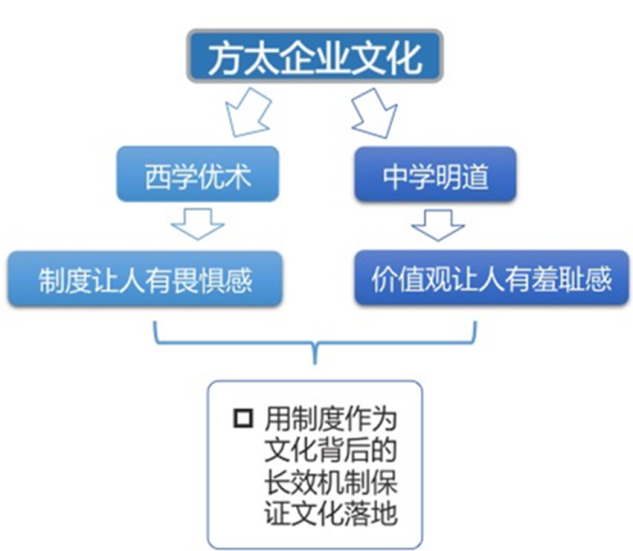 方太企业文化
西学优术
中学明道
制度让人有畏惧感
价值观让人有羞耻感
用制度作为
文化背后的
长效机制保
证文化落地